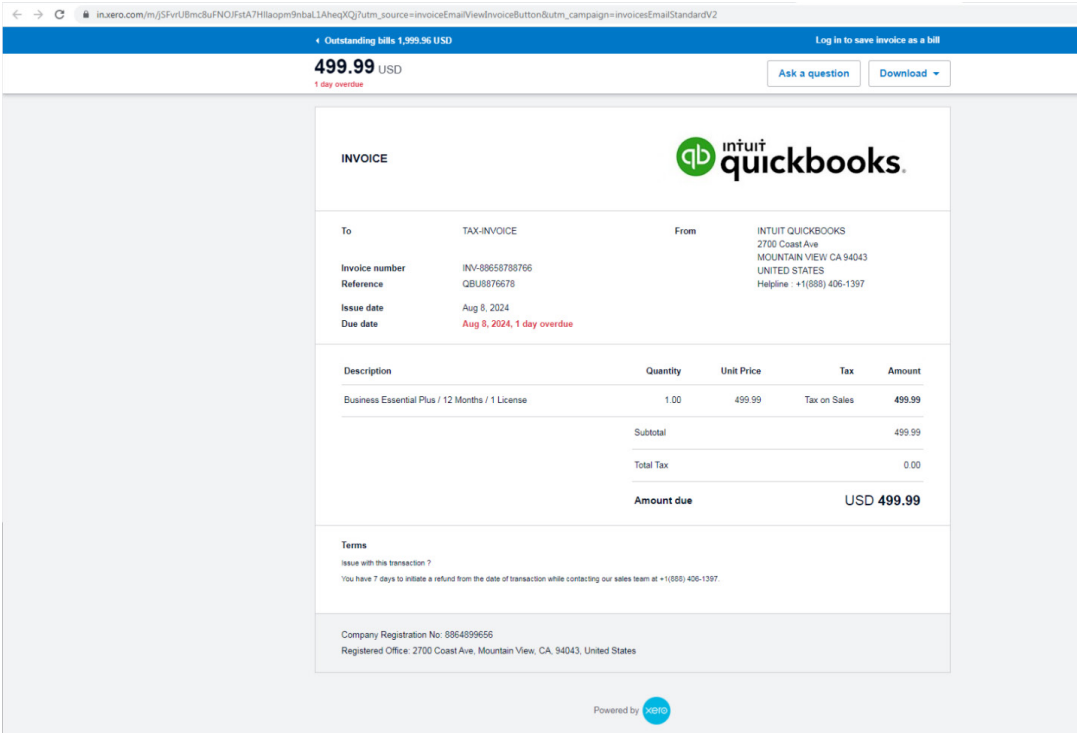 in.xero.com/m/jSFvrUBmc8uFNOJFstA7HIlaopm9nbaL1AheqXQj?utm_source=invoiceEmailViewInvoiceButton&utm_campaign=invoicesEmailStandardV2
Outstanding bills 1,999.96 USD
Log in to save invoice as a bill
499.99 USD
1 day overdue
Ask a question
Download
INVOICE
intuit
quickbooks.
To TAX-INVOICE
From INTUIT QUICKBOOKS
2700 Coast Ave
MOUNTAIN VIEW CA 94043
UNITED STATES
Helpline : +1(888) 406-1397
Invoice number INV-88658788766
Reference QBU8876678
Issue date Aug 8, 2024
Due date Aug 8, 2024, 1 day overdue
Description Quantity Unit Price Tax Amount
Business Essential Plus / 12 Months / 1 License 1.00 499.99 Tax on Sales 499.99
Subtotal 499.99
Total Tax 0.00
Amount due USD 499.99
Terms
Issue with this transaction ?
You have 7 days to initiate a refund from the date of transaction while contacting our sales team at +1(888) 406-1397.
Company Registration No: 8864899656
Registered Office: 2700 Coast Ave, Mountain View, CA, 94043, United States
Powered by xero